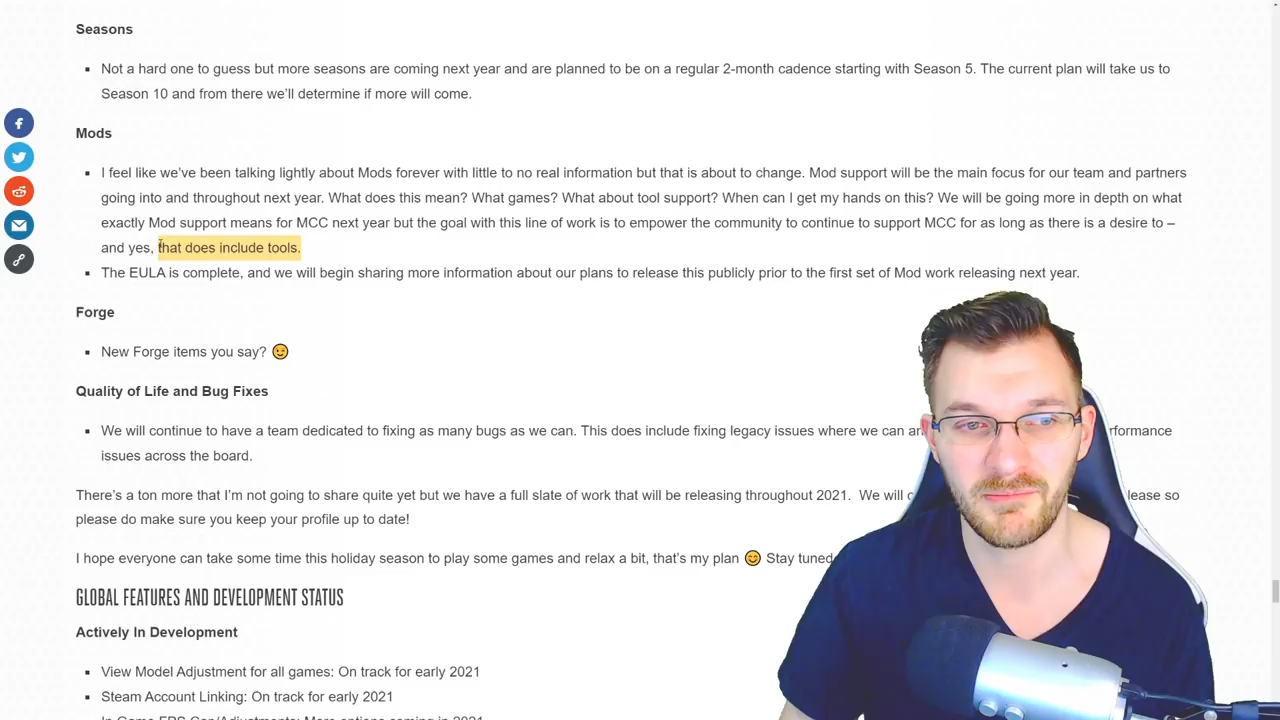 Seasons
Not a hard one to guess but more seasons are coming next year and are planned to be on a regular 2-month cadence starting with Season 5. The current plan will take us to
Season 10 and from there we'll determine if more will come.
Mods
I feel like we've been talking lightly about Mods forever with little to no real information but that is about to change. Mod support will be the main focus for our team and partners
going into and throughout next year. What does this mean? What games? What about tool support? When can I get my hands on this? We will be going more in depth on what
exactly Mod support means for MCC next year but the goal with this line of work is to empower the community to continue to support MCC for as long as there is a desire to –
and yes, that does include tools.
The EULA is complete, and we will begin sharing more information about our plans to release this publicly prior to the first set of Mod work releasing next year.
Forge
New Forge items you say? 😉
Quality of Life and Bug Fixes
We will continue to have a team dedicated to fixing as many bugs as we can. This does include fixing legacy issues where we can
issues across the board.
There's a ton more that I'm not going to share quite yet but we have a full slate of work that will be releasing throughout 2021. We will
please do make sure you keep your profile up to date!
I hope everyone can take some time this holiday season to play some games and relax a bit, that's my plan 😊 Stay tuned
GLOBAL FEATURES AND DEVELOPMENT STATUS
Actively In Development
View Model Adjustment for all games: On track for early 2021
Steam Account Linking: On track for early 2021
In Game FPS Cap/Adjustments: More options coming in 2021